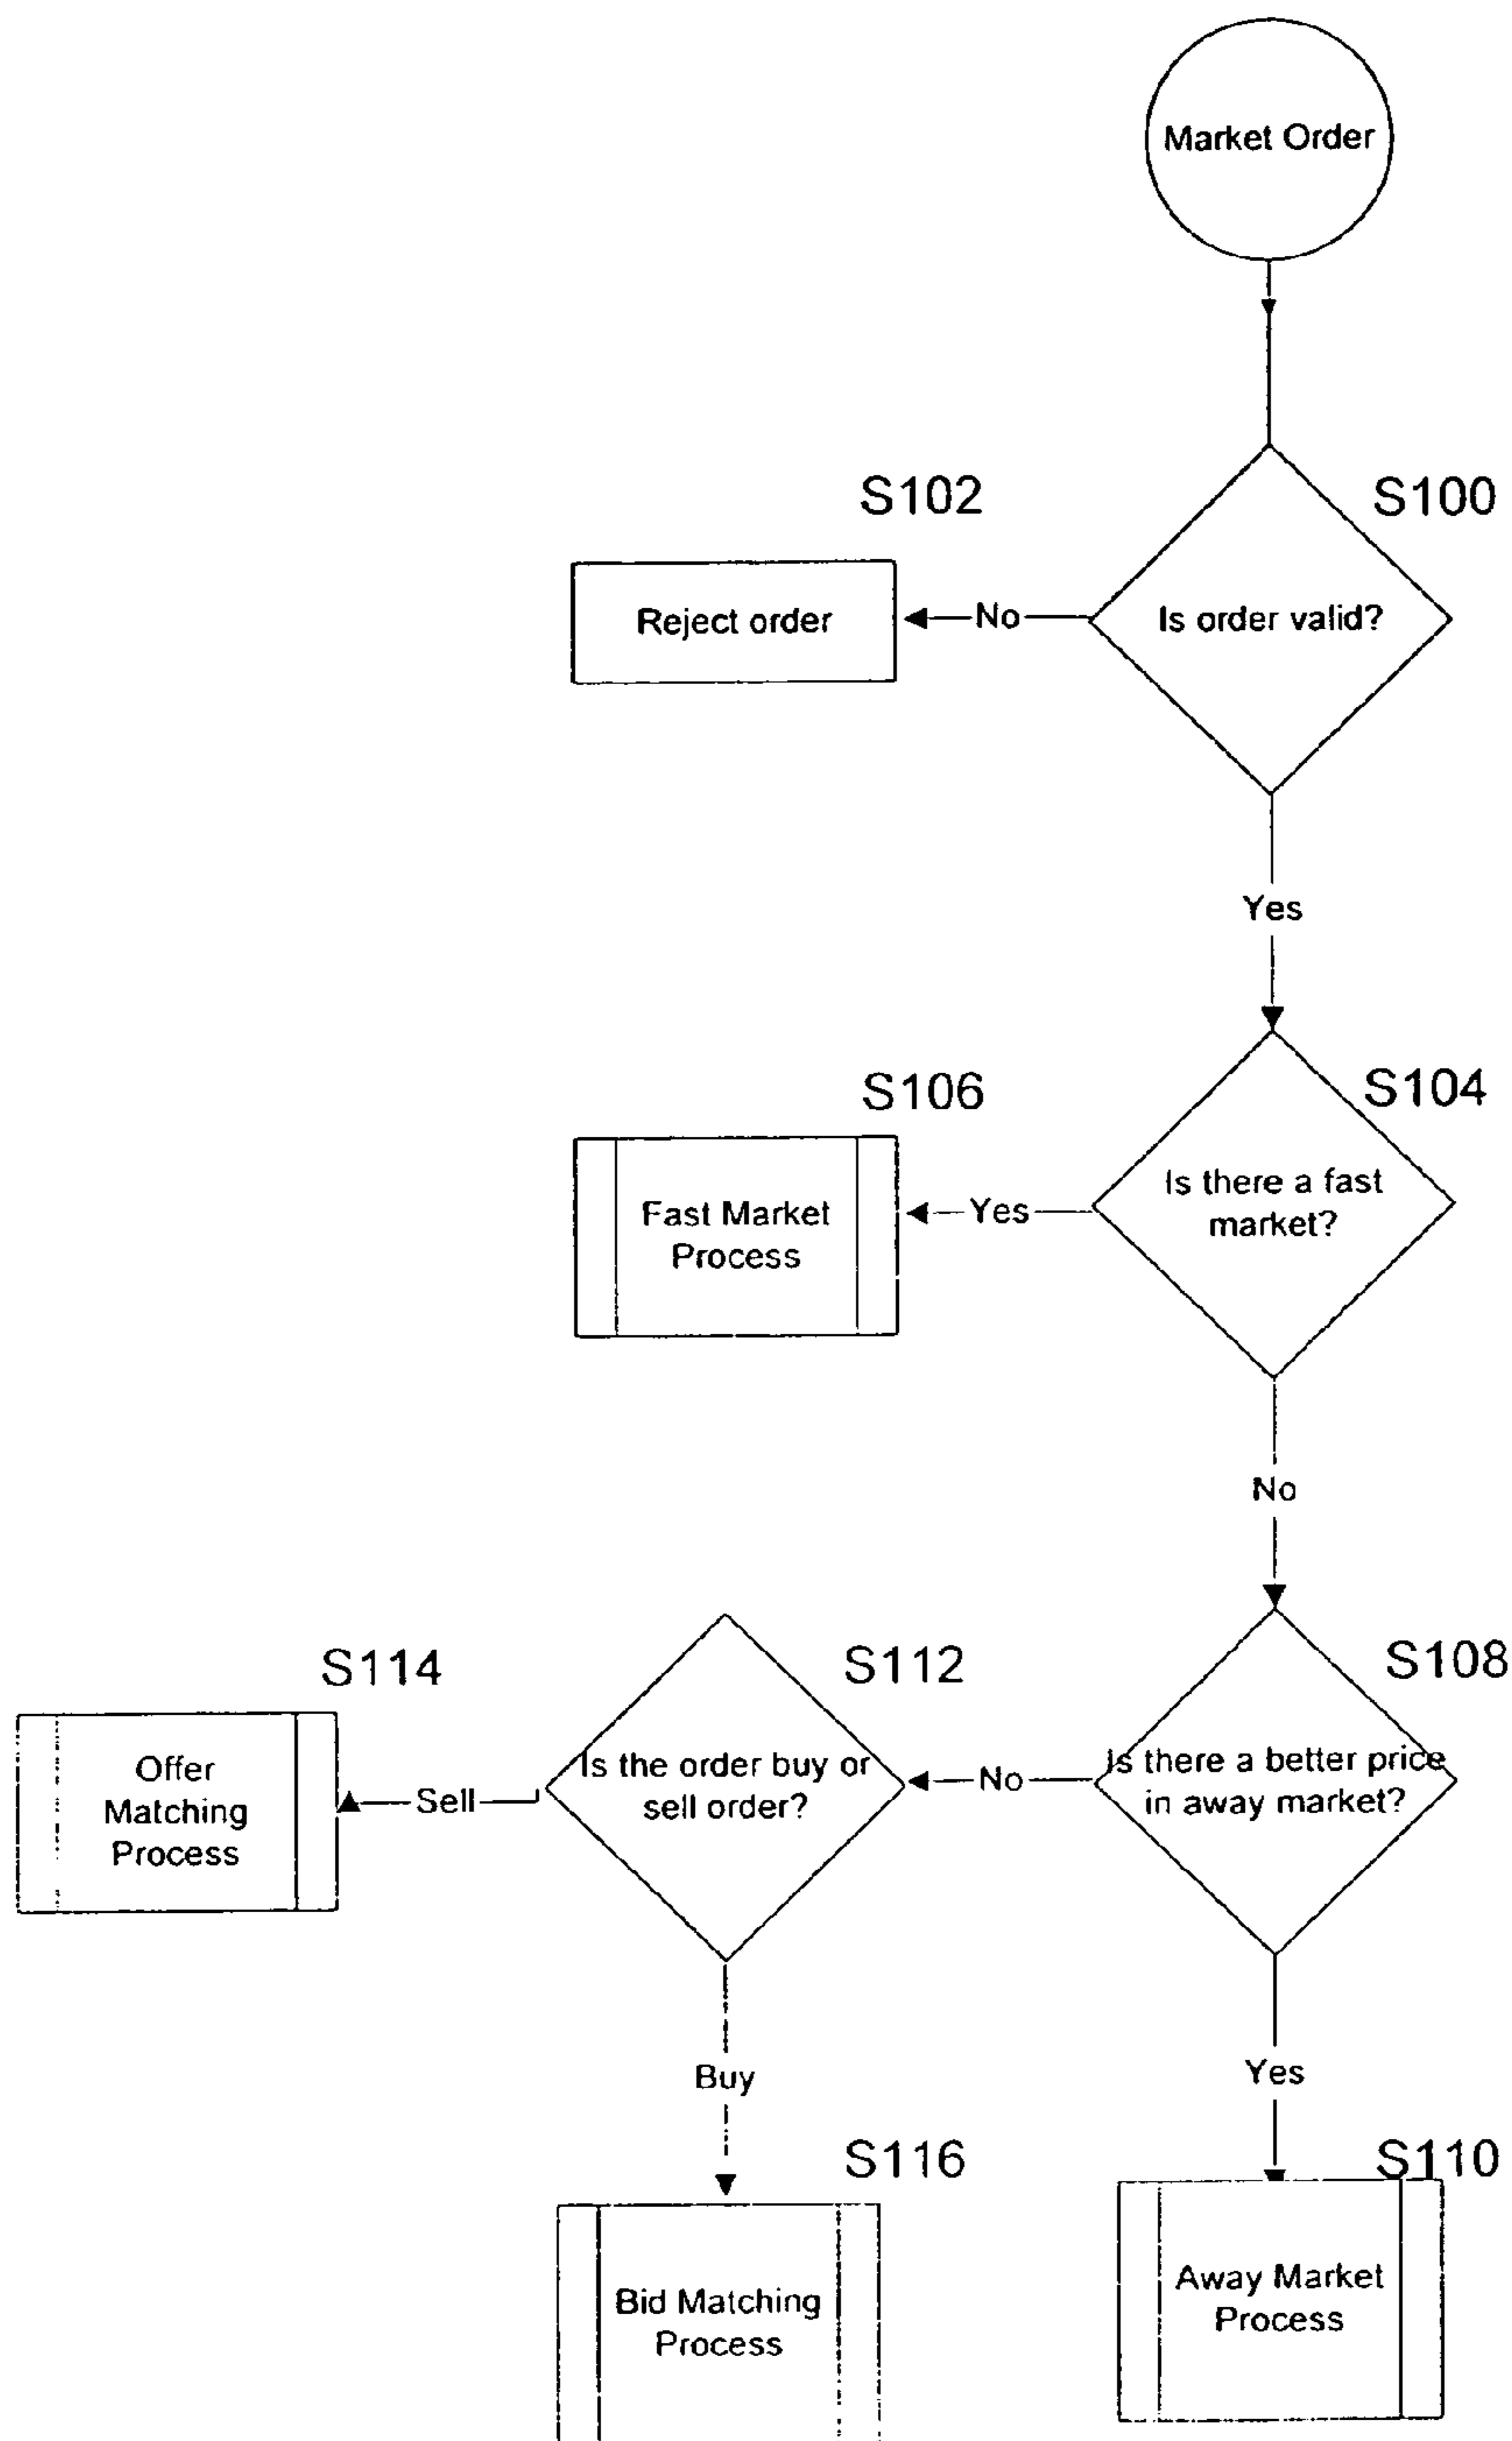 Market Order
S102
S100
Reject order
No
Is order valid?
Yes
S106
S104
Fast Market
Process
Yes
Is there a fast
market?
No
S114
S112
S108
Offer
Matching
Process
Sell
Is the order buy or
sell order?
No
Is there a better price
in away market?
Buy
Yes
S116
S110
Bid Matching
Process
Away Market
Process